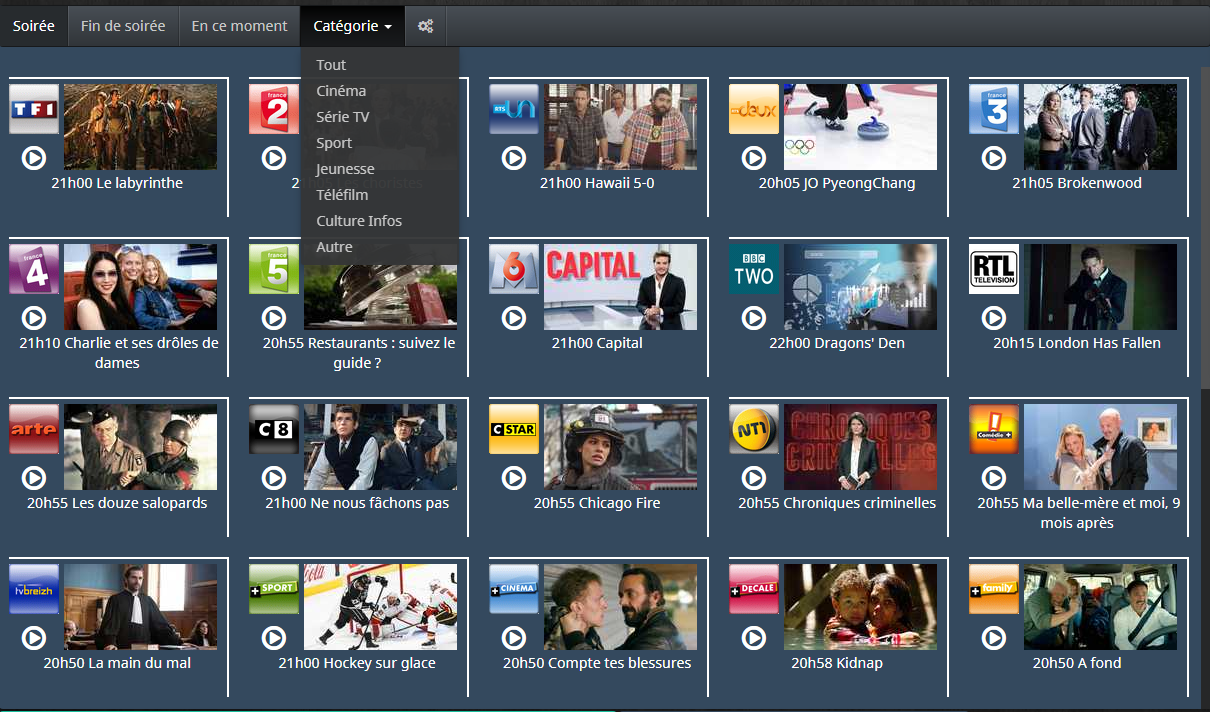 Soirée
Fin de soirée
En ce moment
Catégorie
Tout
Cinéma
Série TV
Sport
Jeunesse
Téléfilm
Culture Infos
Autre
TF1
21h00 Le labyrinthe
france
2
choristes
RTS
UN
21h00 Hawaii 5-0
deux
20h05 JO PyeongChang
france
3
21h05 Brokenwood
france
4
21h10 Charlie et ses drôles de
dames
france
5
20h55 Restaurants : suivez le
guide ?
6
CAPITAL
21h00 Capital
BBC
TWO
22h00 Dragons' Den
RTL
TELEVISION
20h15 London Has Fallen
arte
20h55 Les douze salopards
C8
21h00 Ne nous fâchons pas
CSTAR
20h55 Chicago Fire
NT1
CHRONIQUES
CRIMINELLES
20h55 Chroniques criminelles
Comédie +
20h55 Ma belle-mère et moi, 9
mois après
tvbreizh
20h50 La main du mal
+SPORT
21h00 Hockey sur glace
+CINEMA
20h50 Compte tes blessures
+DECALE
20h58 Kidnap
+family
20h50 A fond